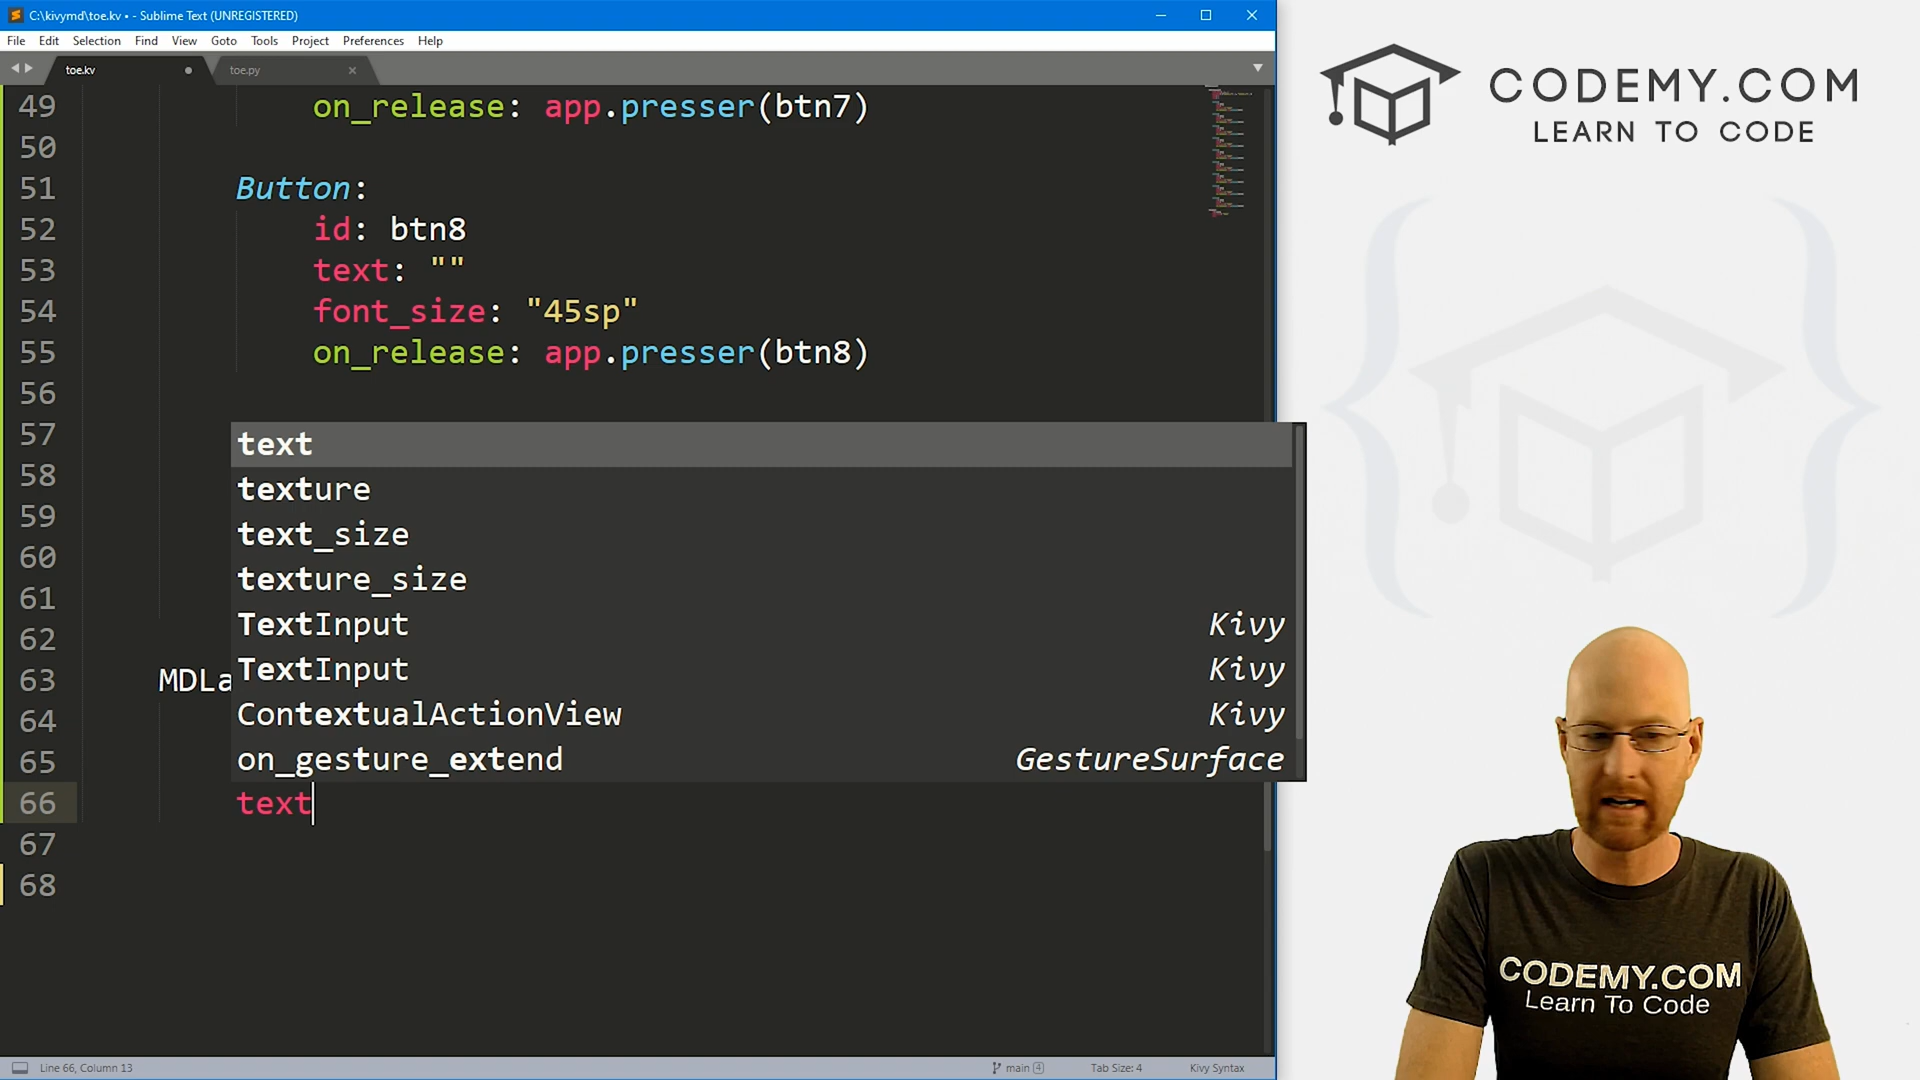 C:\kivymd\toe.kv • - Sublime Text (UNREGISTERED)
File Edit Selection Find View Goto Tools Project Preferences Help
toe.kv
toe.py
49 on_release: app.presser(btn7)
50
51 Button:
52 id: btn8
53 text: ""
54 font_size: "45sp"
55 on_release: app.presser(btn8)
56
57
58
59
60
61
62
63 MDLa
64
65
66 text
67
68
text
texture
text_size
texture_size
TextInput Kivy
TextInput Kivy
ContextualActionView Kivy
on_gesture_extend GestureSurface
Line 66, Column 13
main 4
Tab Size: 4
Kivy Syntax
CODEMY.COM
LEARN TO CODE
CODEMY.COM
Learn To Code